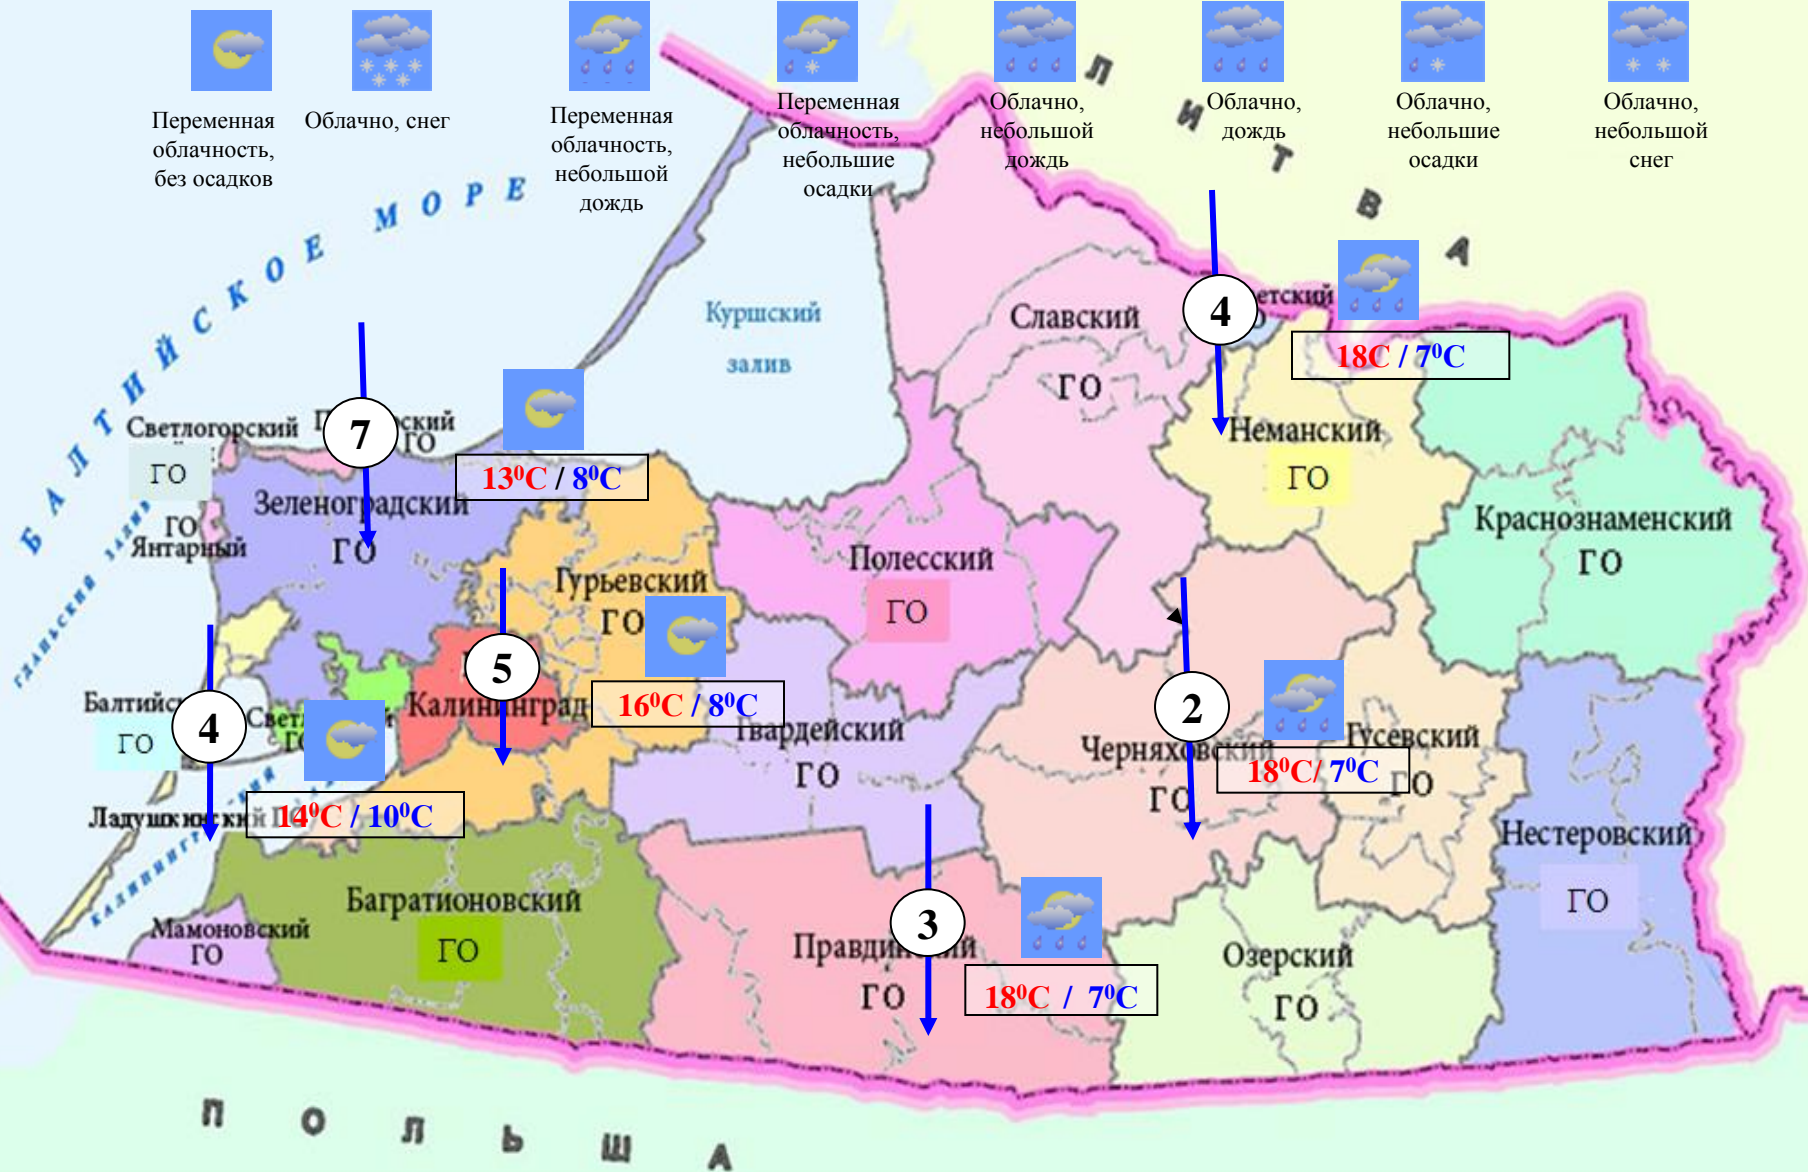 Переменная
облачность,
без осадков
Облачно, снег
Переменная
облачность,
небольшой
дождь
Переменная
облачность,
небольшие
осадки
Облачно,
небольшой
дождь
Облачно,
дождь
Облачно,
небольшие
осадки
Облачно,
небольшой
снег
ЛИТВА
БАЛТИЙСКОЕ МОРЕ
Куршский
залив
Славский
ГО
4
18С / 7⁰С
Неманский
ГО
Краснознаменский
ГО
Светлогорский
ГО
7
ГО
13⁰С / 8⁰С
Зеленоградский
ГО
ГО
Янтарный
Гурьевский
ГО
Полесский
ГО
5
Калининград
16⁰С / 8⁰С
4
ГО
14⁰С / 10⁰С
Гвардейский
ГО
2
Черняховский
ГО
18⁰С/ 7⁰С
Гусевский
ГО
Нестеровский
ГО
Ладушкинский ГО
Багратионовский
ГО
Мамоновский
ГО
3
Правдинский
ГО
18⁰С / 7⁰С
Озерский
ГО
ПОЛЬША